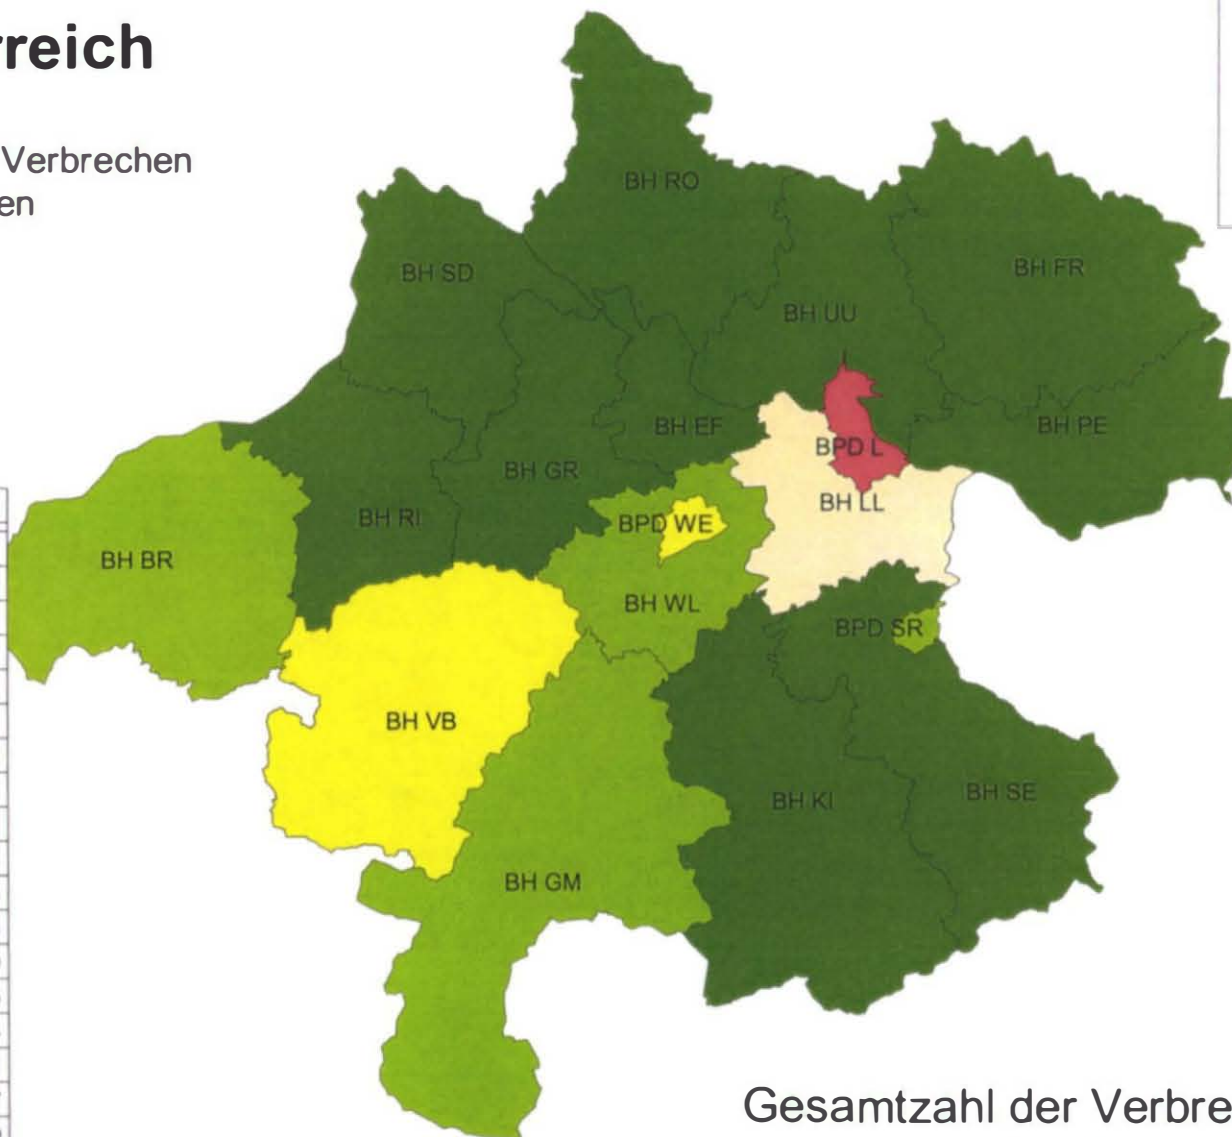 rreich
Verbrechen
en
BH RO
BH SD
BH FR
BH UU
BH EF
BH PE
BPD L
BH GR
BH LL
BH RI
BPD WE
BH BR
BH WL
BPD SR
BH VB
BH KI
BH SE
BH GM
Gesamtzahl der Verbre